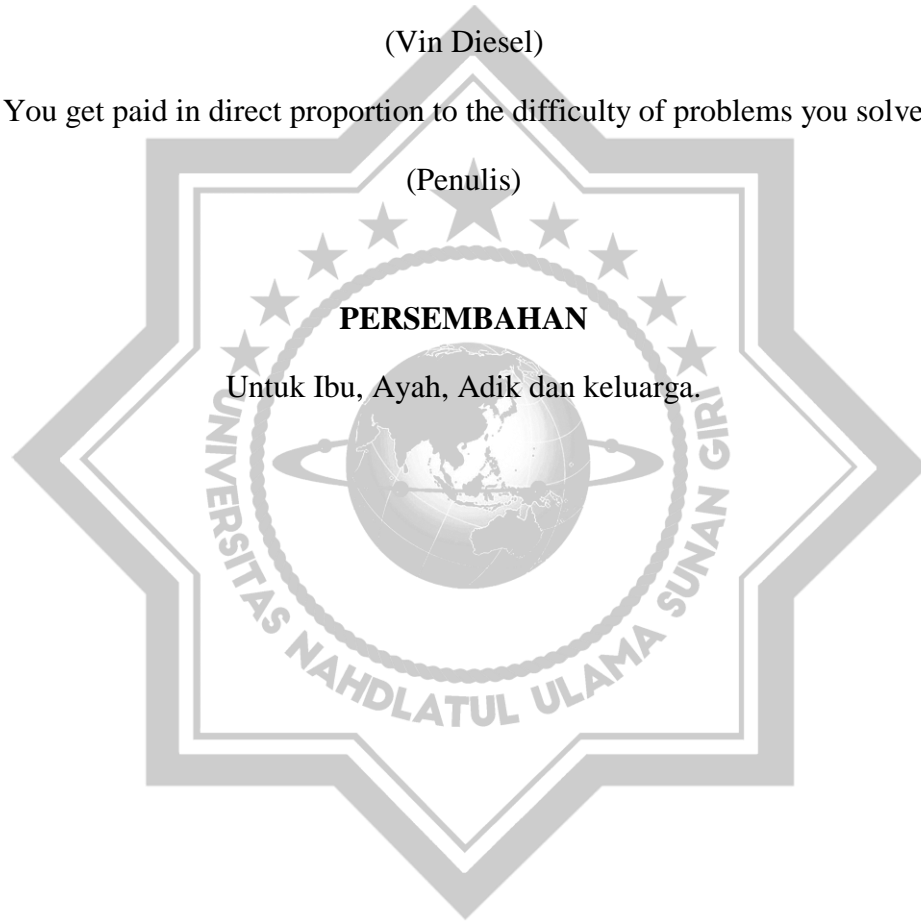 (Vin Diesel)
You get paid in direct proportion to the difficulty of problems you solve
(Penulis)
PERSEMBAHAN
Untuk Ibu, Ayah, Adik dan keluarga.
UNIVERSITAS NAHDLATUL ULAMA SUNAN GIRI